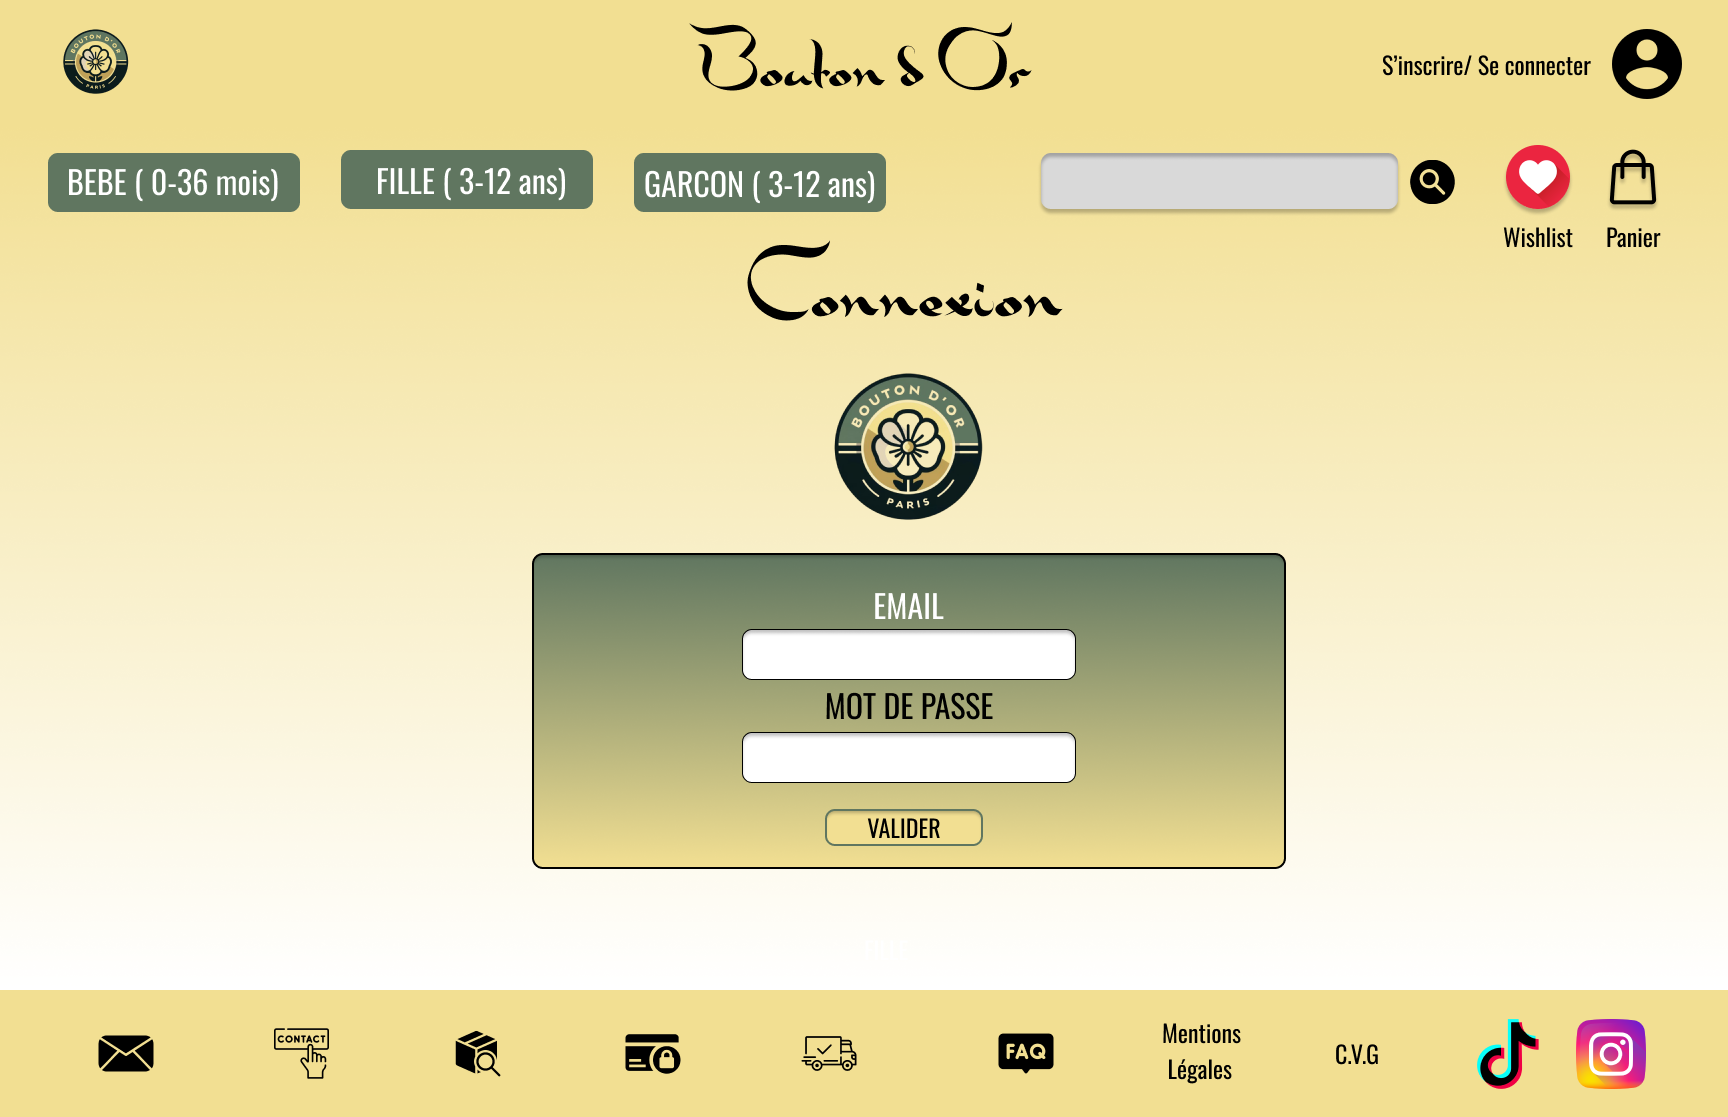 BOUTON D'OR
PARIS
Bouton d Or
S'inscrire/ Se connecter
BEBE ( 0-36 mois)
FILLE ( 3-12 ans)
GARCON ( 3-12 ans)
Wishlist
Panier
Connexion
BOUTON D'OR
PARIS
EMAIL
MOT DE PASSE
VALIDER
CONTACT
FAQ
Mentions
Légales
C.V.G